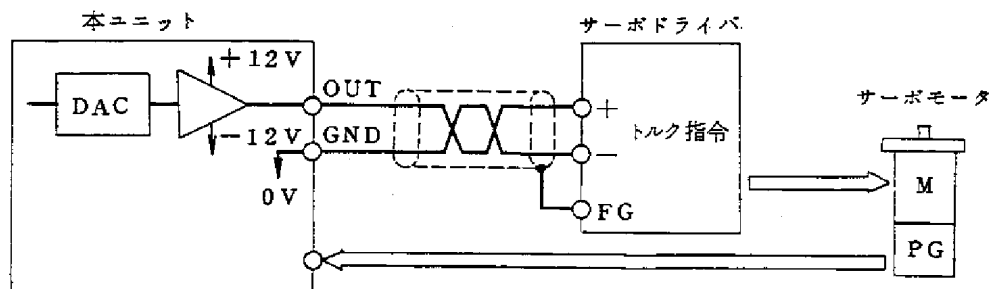 本ユニット
+12V
DAC
-12V
OUT
GND
0V
サーボドライバ
+
トルク指令
-
FG
サーボモータ
M
PG